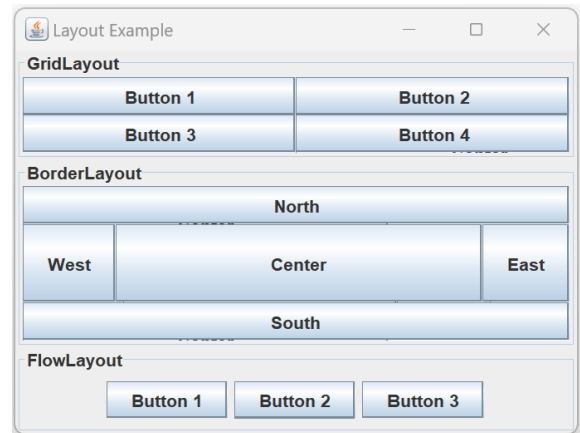 Layout Example
GridLayout
Button 1 Button 2
Button 3 Button 4
BorderLayout
North
West Center East
South
FlowLayout
Button 1 Button 2 Button 3